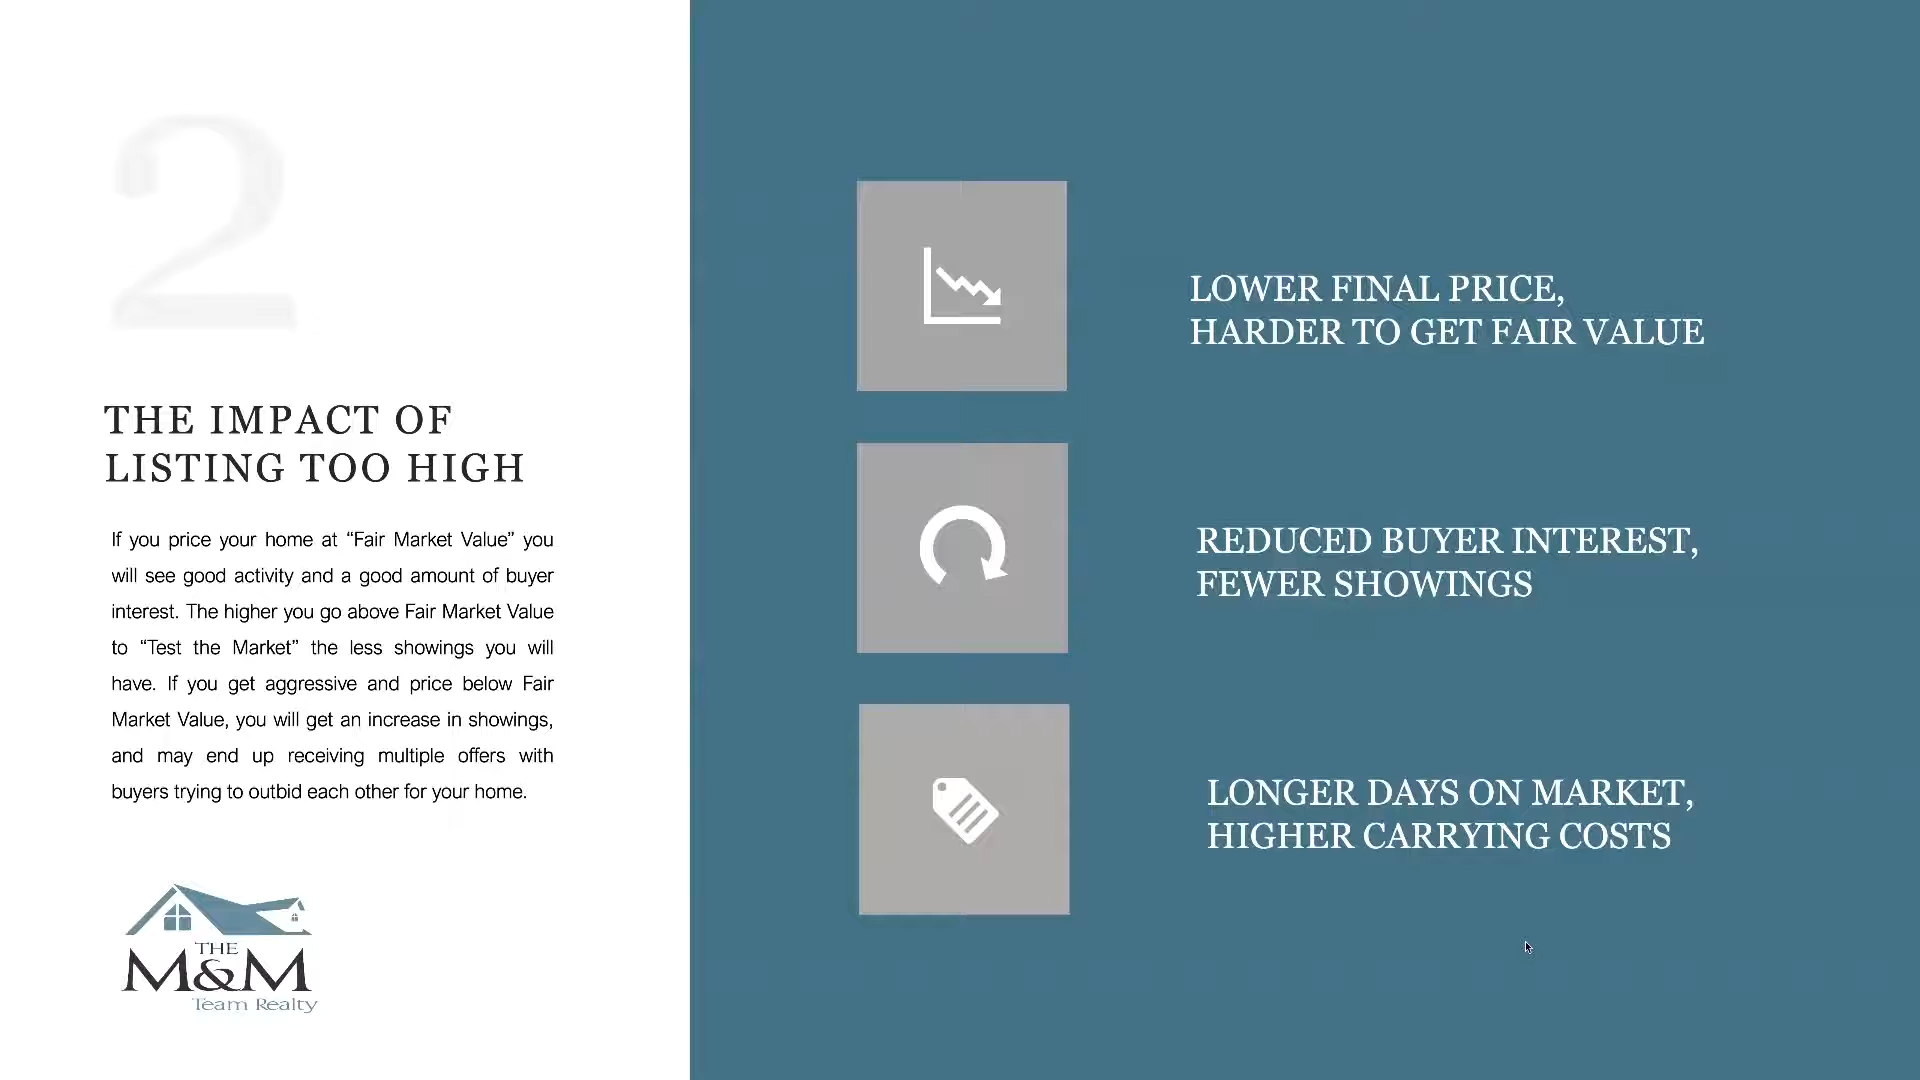 2
THE IMPACT OF
LISTING TOO HIGH
If you price your home at “Fair Market Value” you
will see good activity and a good amount of buyer
interest. The higher you go above Fair Market Value
to “Test the Market” the less showings you will
have. If you get aggressive and price below Fair
Market Value, you will get an increase in showings,
and may end up receiving multiple offers with
buyers trying to outbid each other for your home.
THE
M&M
Team Realty
LOWER FINAL PRICE,
HARDER TO GET FAIR VALUE
REDUCED BUYER INTEREST,
FEWER SHOWINGS
LONGER DAYS ON MARKET,
HIGHER CARRYING COSTS